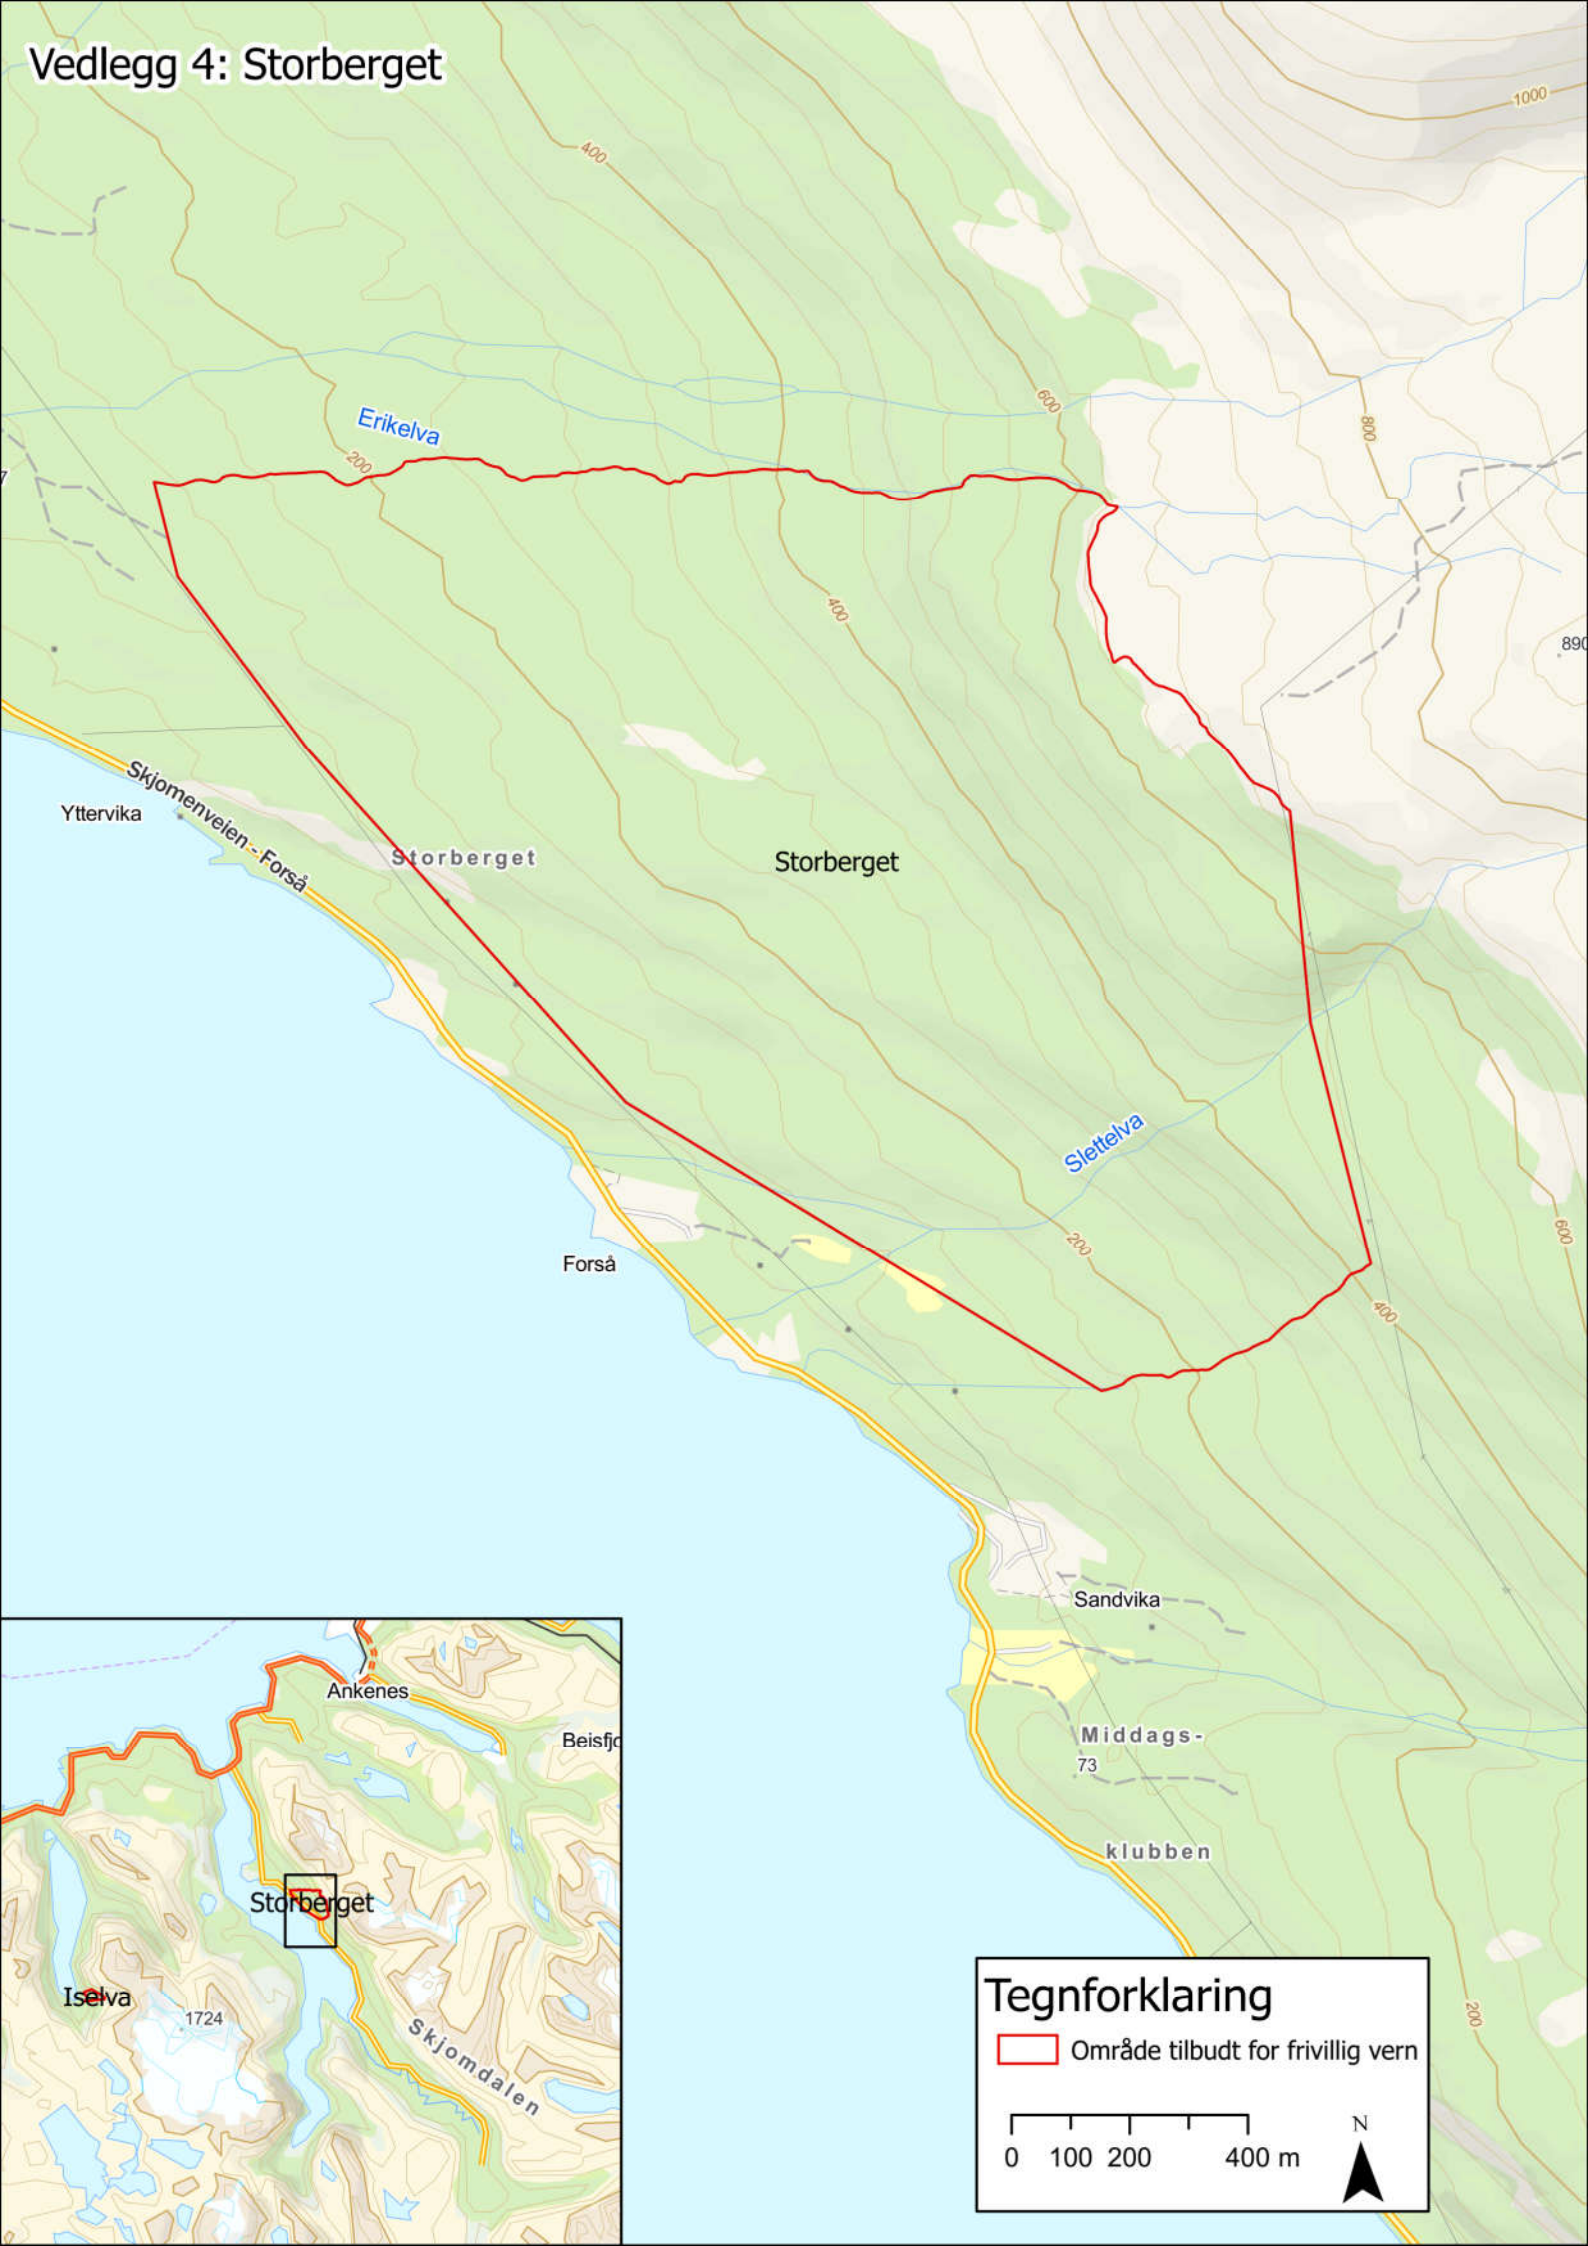 Vedlegg 4: Storberget
1000
400
600
800
Erikelva
200
7
400
890
Skjomenveien - Forså
Yttervika
Storberget
Storberget
Slettelva
200
600
Forså
400
Sandvika
Middags-
73
klubben
200
Ankenes
Beisfjo
Storberget
Iselva
1724
Skjomdalen
Tegnforklaring
Område tilbudt for frivillig vern
0 100 200 400 m
N